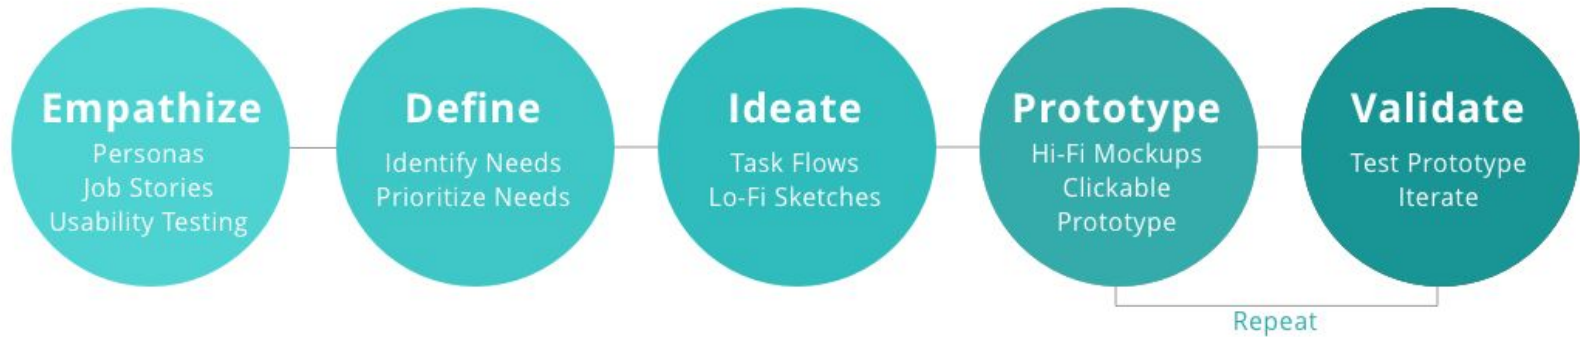 Empathize
Personas
Job Stories
Usability Testing
Define
Identify Needs
Prioritize Needs
Ideate
Task Flows
Lo-Fi Sketches
Prototype
Hi-Fi Mockups
Clickable
Prototype
Validate
Test Prototype
Iterate
Repeat